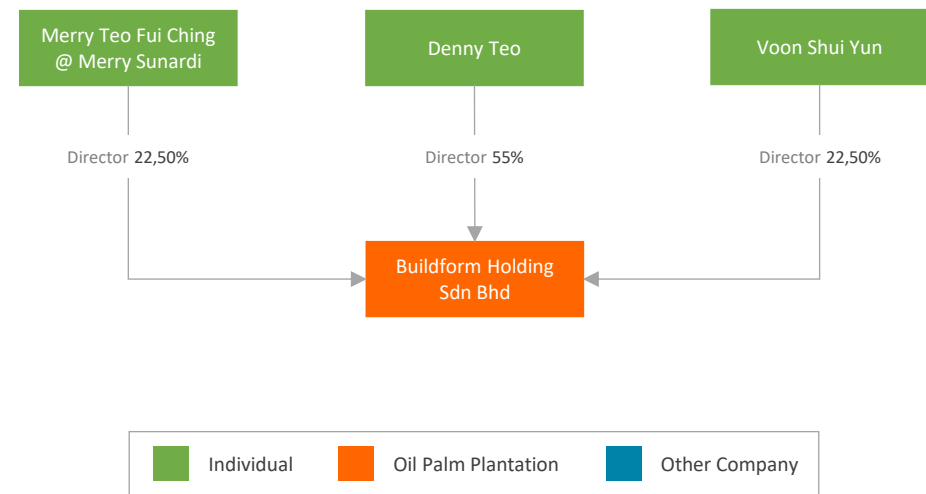 Merry Teo Fui Ching
@ Merry Sunardi
Denny Teo
Voon Shui Yun
Director 22,50%
Director 55%
Director 22,50%
Buildform Holding
Sdn Bhd
Individual
Oil Palm Plantation
Other Company